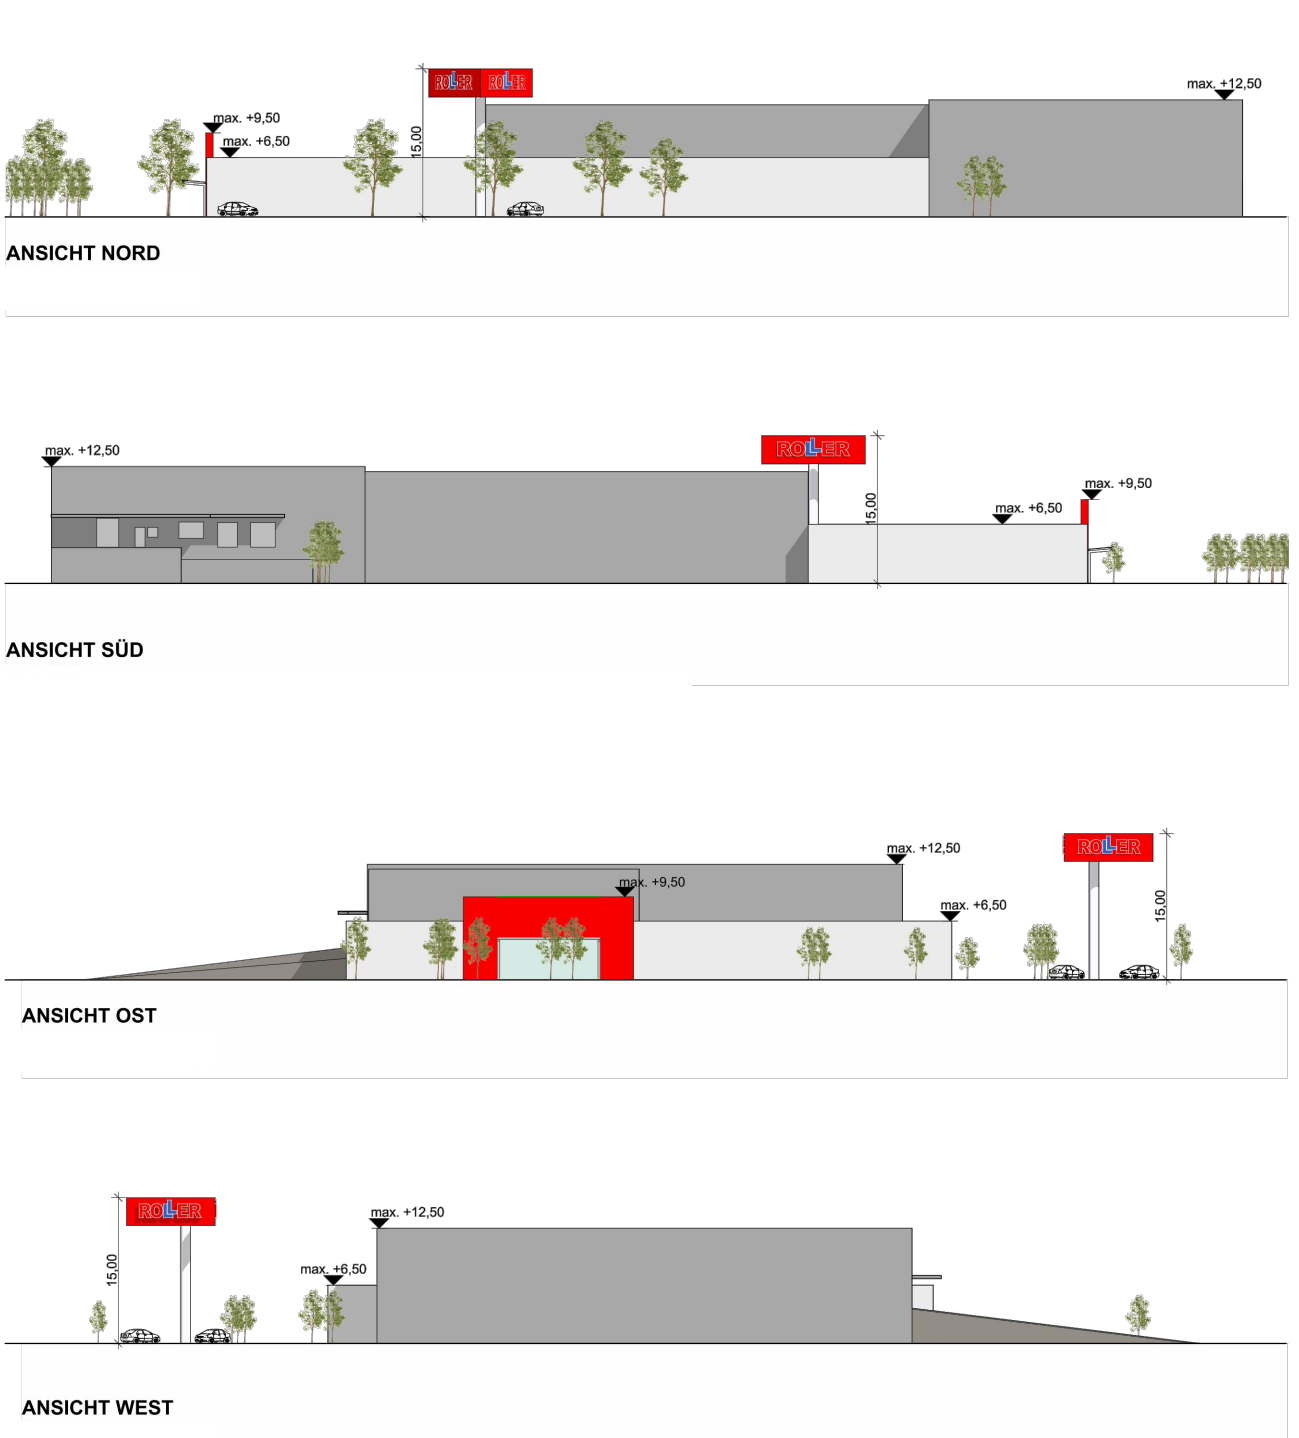 ROLLER ROLLER
max. +12,50
max. +9,50
max. +6,50
15,00
ANSICHT NORD
max. +12,50
ROLLER
max. +9,50
max. +6,50
15,00
ANSICHT SÜD
ROLLER
max. +12,50
max. +9,50
max. +6,50
15,00
ANSICHT OST
ROLLER
max. +12,50
max. +6,50
15,00
ANSICHT WEST